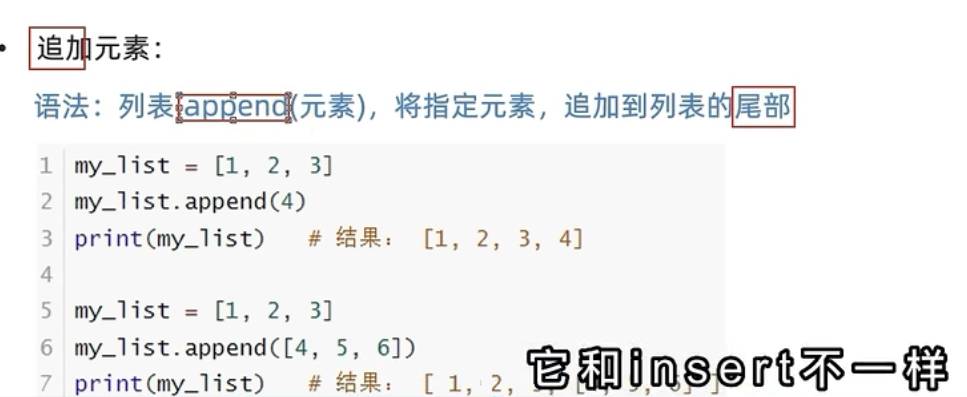 • 追加元素：
语法：列表.append(元素)，将指定元素，追加到列表的尾部
1 my_list = [1, 2, 3]
2 my_list.append(4)
3 print(my_list) # 结果： [1, 2, 3, 4]
4
5 my_list = [1, 2, 3]
6 my_list.append([4, 5, 6])
7 print(my_list) # 结果： [ 1, 2,
它和insert不一样